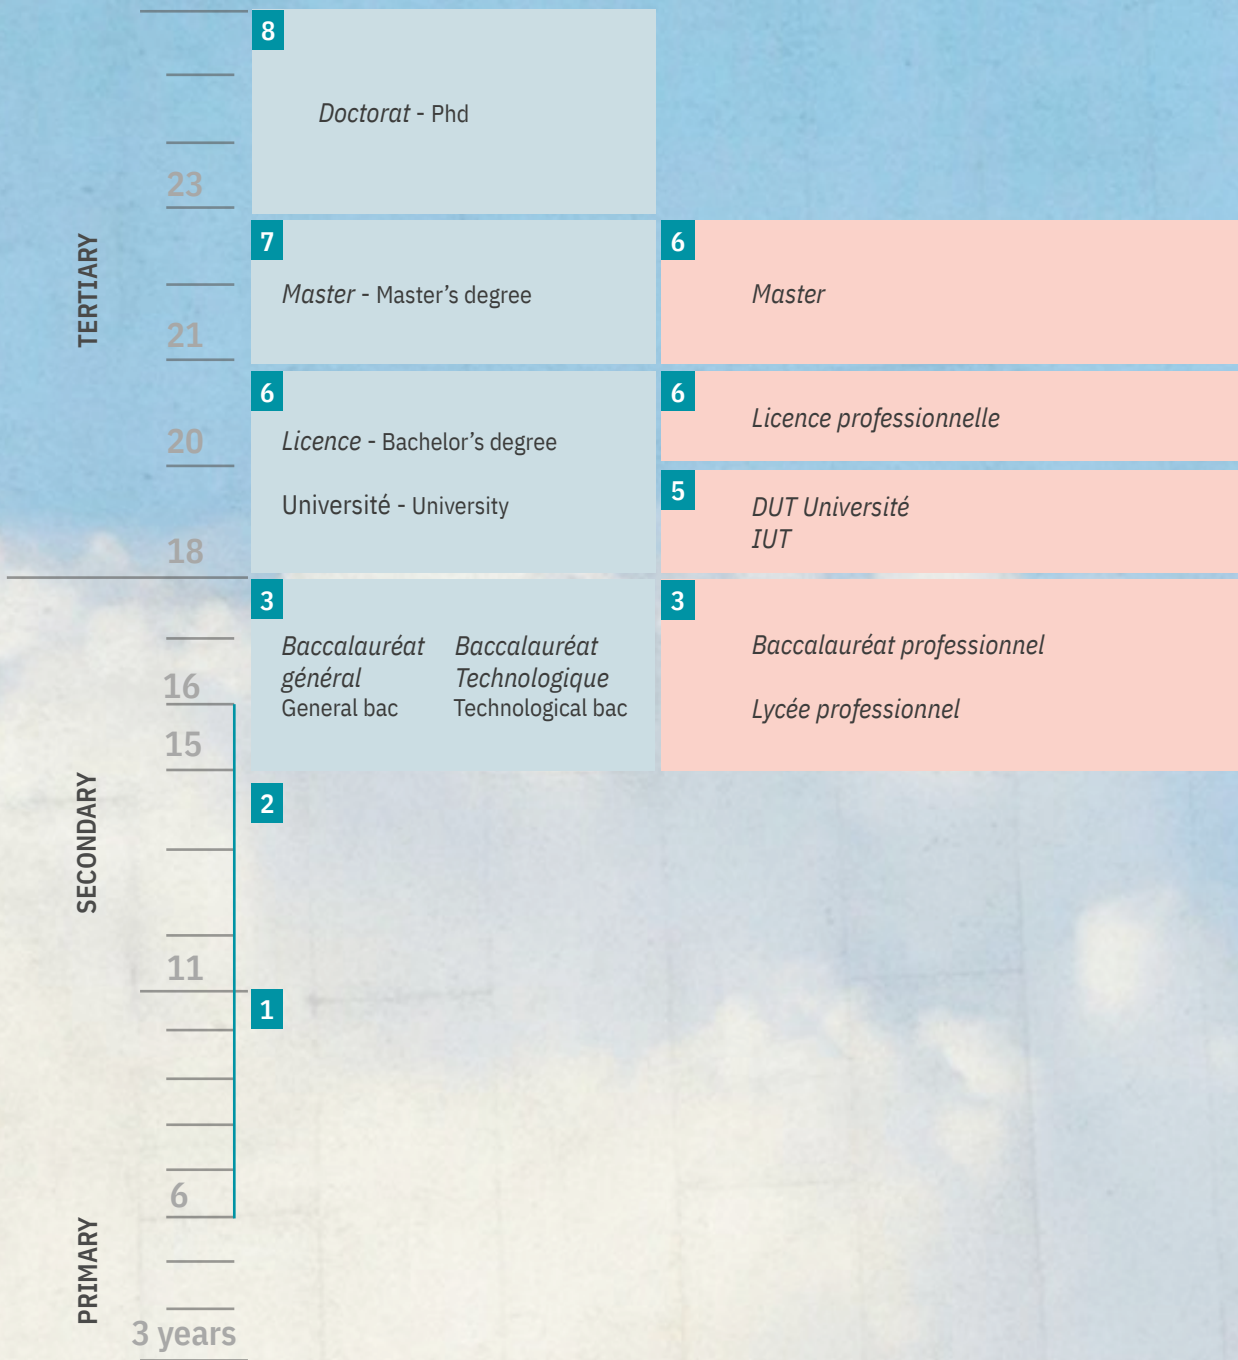 8
Doctorat - Phd
23
TERTIARY
7
Master - Master's degree
6
Master
21
6
Licence - Bachelor's degree
Université - University
6
Licence professionnelle
20
5
DUT Université
IUT
18
3
Baccalauréat
général
General bac
Baccalauréat
Technologique
Technological bac
3
Baccalauréat professionnel
Lycée professionnel
16
15
SECONDARY
2
11
1
6
PRIMARY
3 years